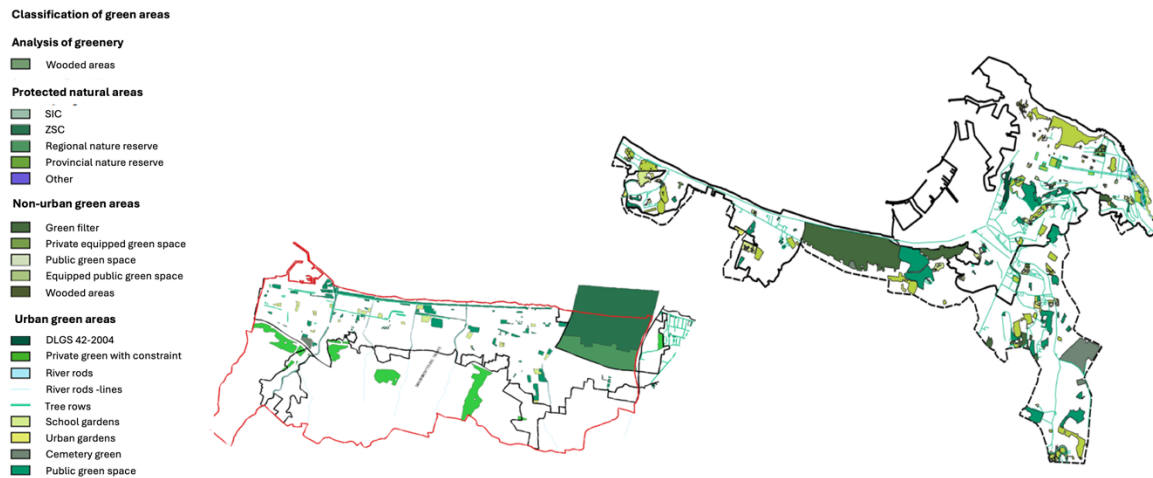 Classification of green areas
Analysis of greenery
Wooded areas
Protected natural areas
SIC
ZSC
Regional nature reserve
Provincial nature reserve
Other
Non-urban green areas
Green filter
Private equipped green space
Public green space
Equipped public green space
Wooded areas
Urban green areas
DLGS 42-2004
Private green with constraint
River rods
River rods -lines
Tree rows
School gardens
Urban gardens
Cemetery green
Public green space